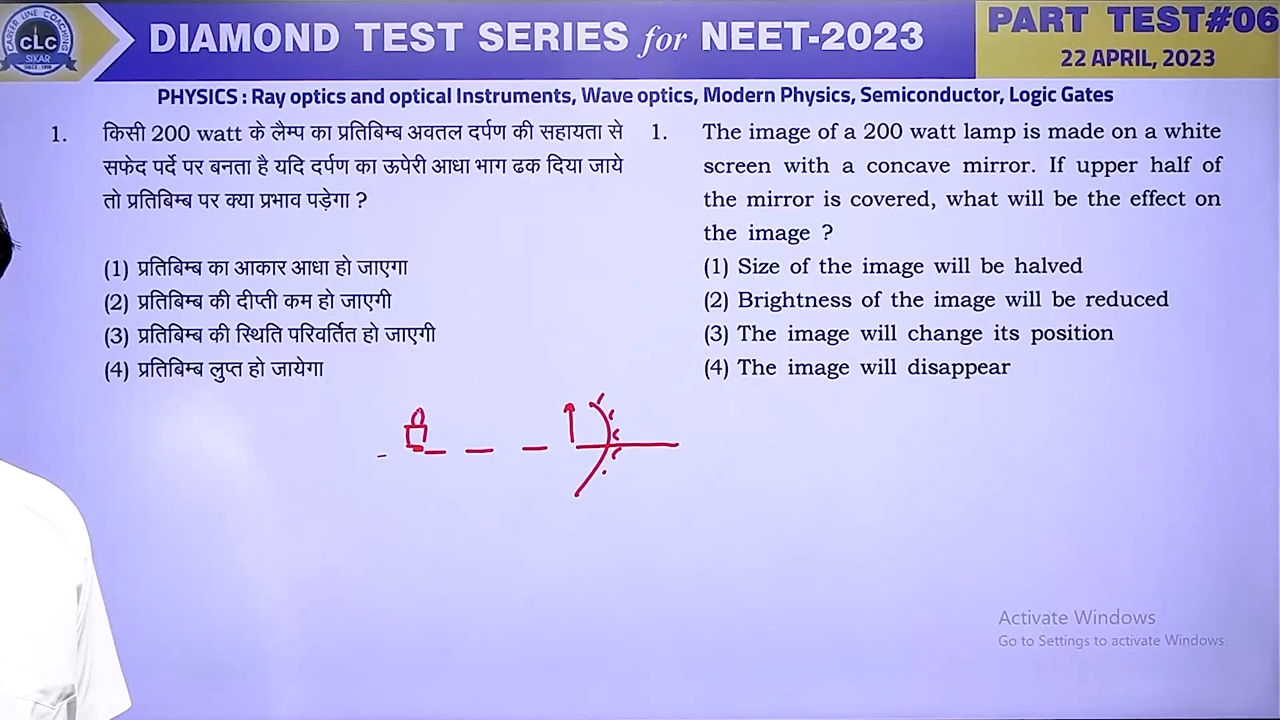 CAREER LINE COACHING
CLC
SIKAR
DIAMOND TEST SERIES for NEET-2023
PART TEST#06
22 APRIL, 2023
PHYSICS : Ray optics and optical Instruments, Wave optics, Modern Physics, Semiconductor, Logic Gates
1. किसी 200 watt के लैम्प का प्रतिबिम्ब अवतल दर्पण की सहायता से
सफेद पर्दे पर बनता है यदि दर्पण का ऊपेरी आधा भाग ढक दिया जाये
तो प्रतिबिम्ब पर क्या प्रभाव पड़ेगा ?
(1) प्रतिबिम्ब का आकार आधा हो जाएगा
(2) प्रतिबिम्ब की दीप्ती कम हो जाएगी
(3) प्रतिबिम्ब की स्थिति परिवर्तित हो जाएगी
(4) प्रतिबिम्ब लुप्त हो जायेगा
1. The image of a 200 watt lamp is made on a white
screen with a concave mirror. If upper half of
the mirror is covered, what will be the effect on
the image ?
(1) Size of the image will be halved
(2) Brightness of the image will be reduced
(3) The image will change its position
(4) The image will disappear
Activate Windows
Go to Settings to activate Windows.